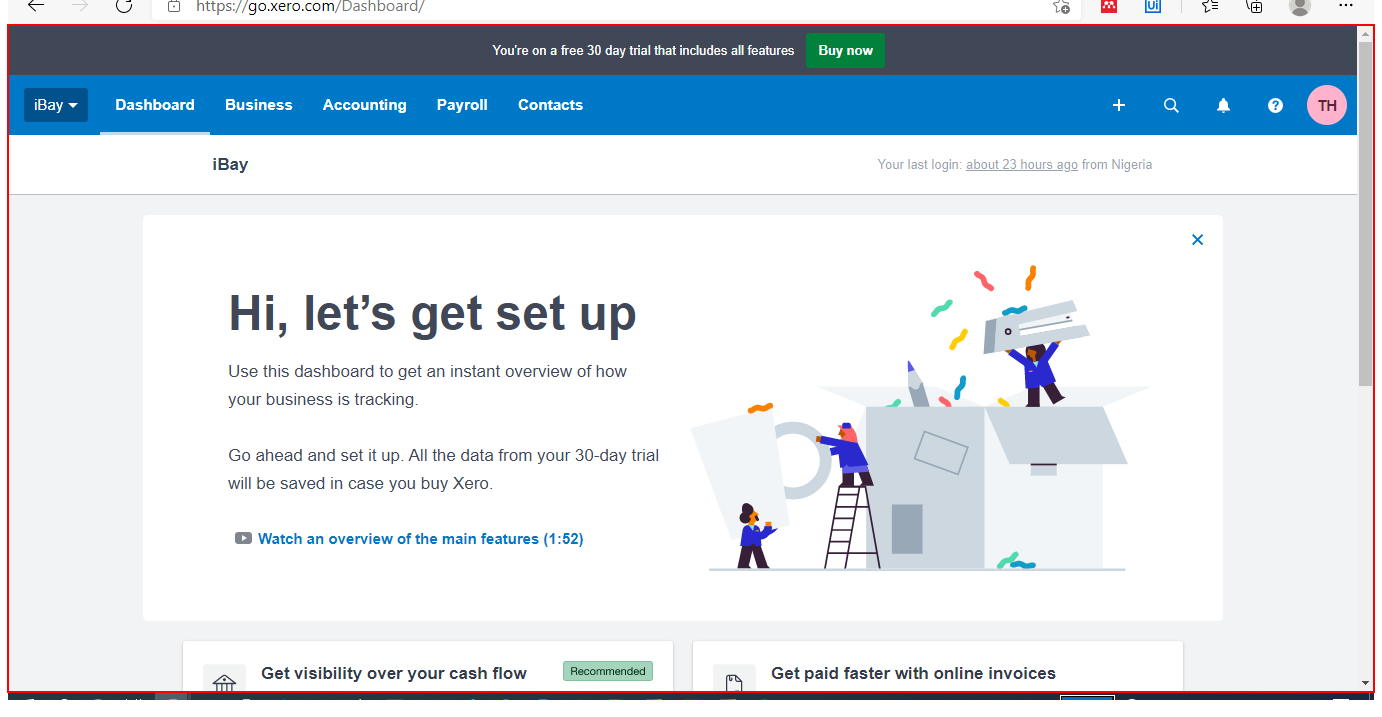 https://go.xero.com/Dashboard/
You're on a free 30 day trial that includes all features Buy now
iBay Dashboard Business Accounting Payroll Contacts TH
iBay Your last login: about 23 hours ago from Nigeria
Hi, let’s get set up
Use this dashboard to get an instant overview of how
your business is tracking.
Go ahead and set it up. All the data from your 30-day trial
will be saved in case you buy Xero.
Watch an overview of the main features (1:52)
Get visibility over your cash flow Recommended Get paid faster with online invoices